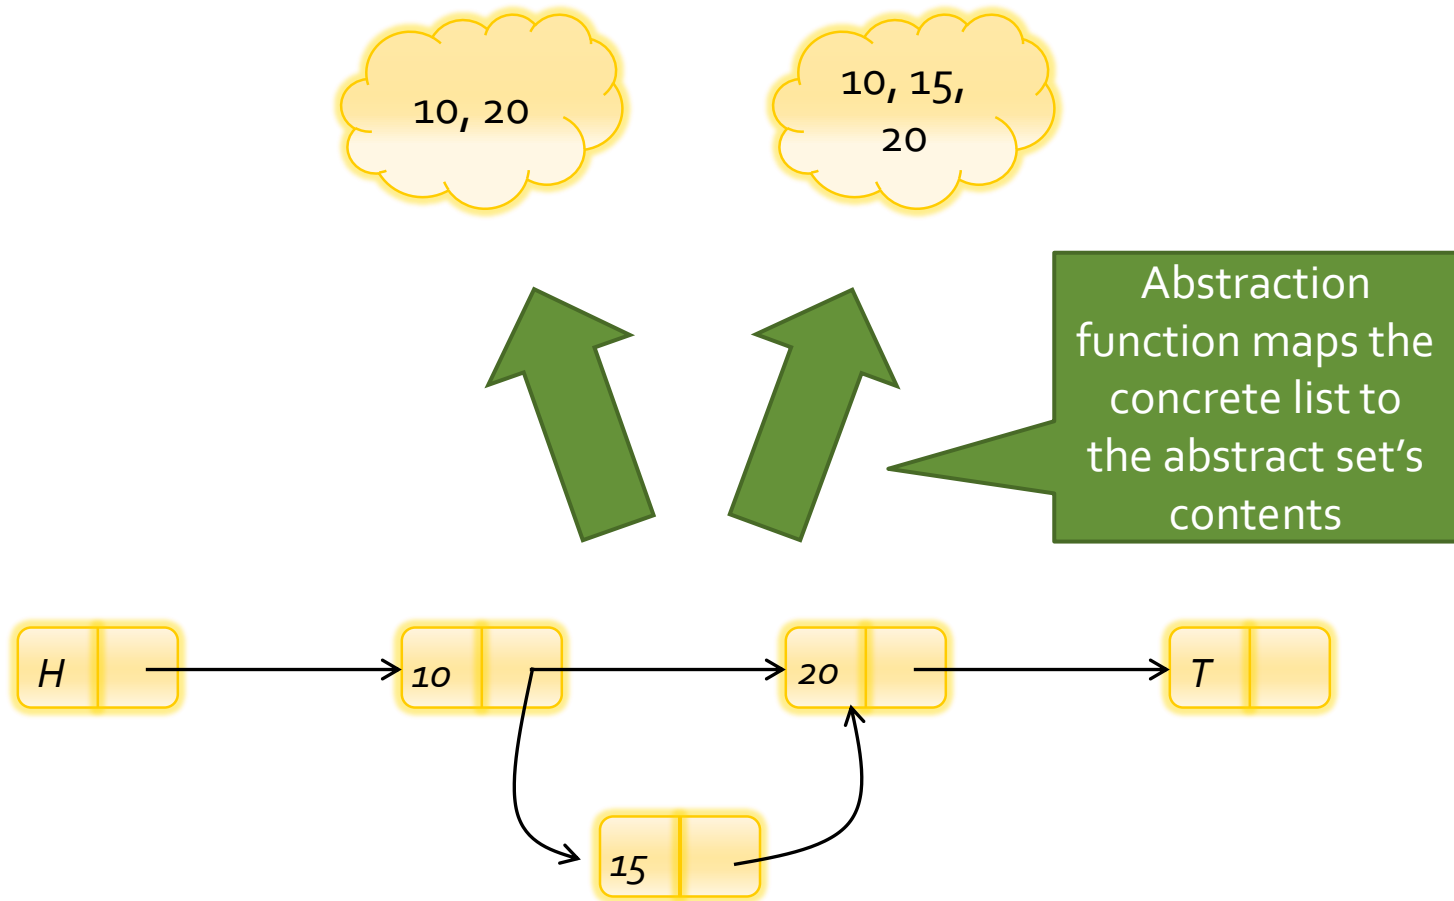 10, 20
10, 15,
20
Abstraction
function maps the
concrete list to
the abstract set's
contents
H
10
20
T
15